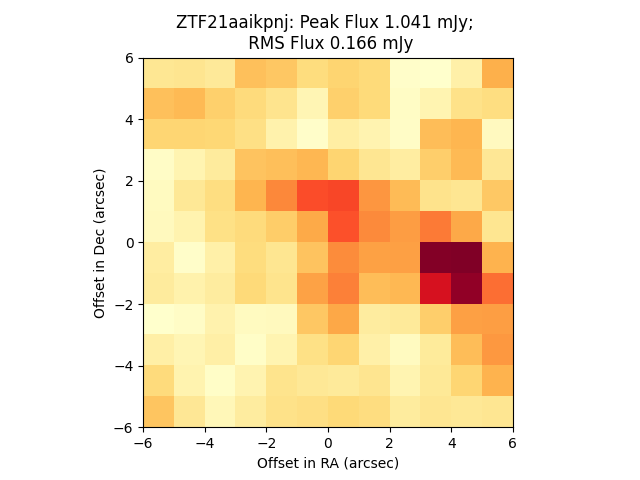 ZTF21aaikpnj: Peak Flux 1.041 mJy;
RMS Flux 0.166 mJy
6
4
2
0
−2
−4
−6
Offset in Dec (arcsec)
−6 −4 −2 0 2 4 6
Offset in RA (arcsec)